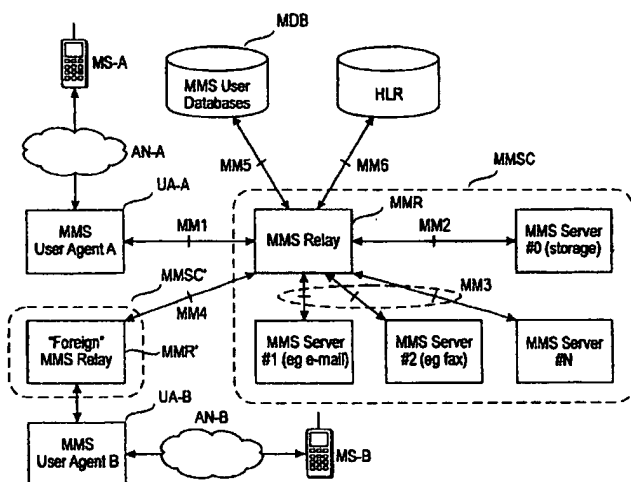 MDB
MS-A
MMS User
Databases
HLR
AN-A
MM5
MM6
MMSC
UA-A
MMR
MMS
User Agent A
MM1
MMS Relay
MM2
MMS Server
#0 (storage)
MMSC'
MM4
MM3
"Foreign"
MMS Relay
MMR'
MMS Server
#1 (eg e-mail)
MMS Server
#2 (eg fax)
MMS Server
#N
UA-B
AN-B
MMS
User Agent B
MS-B